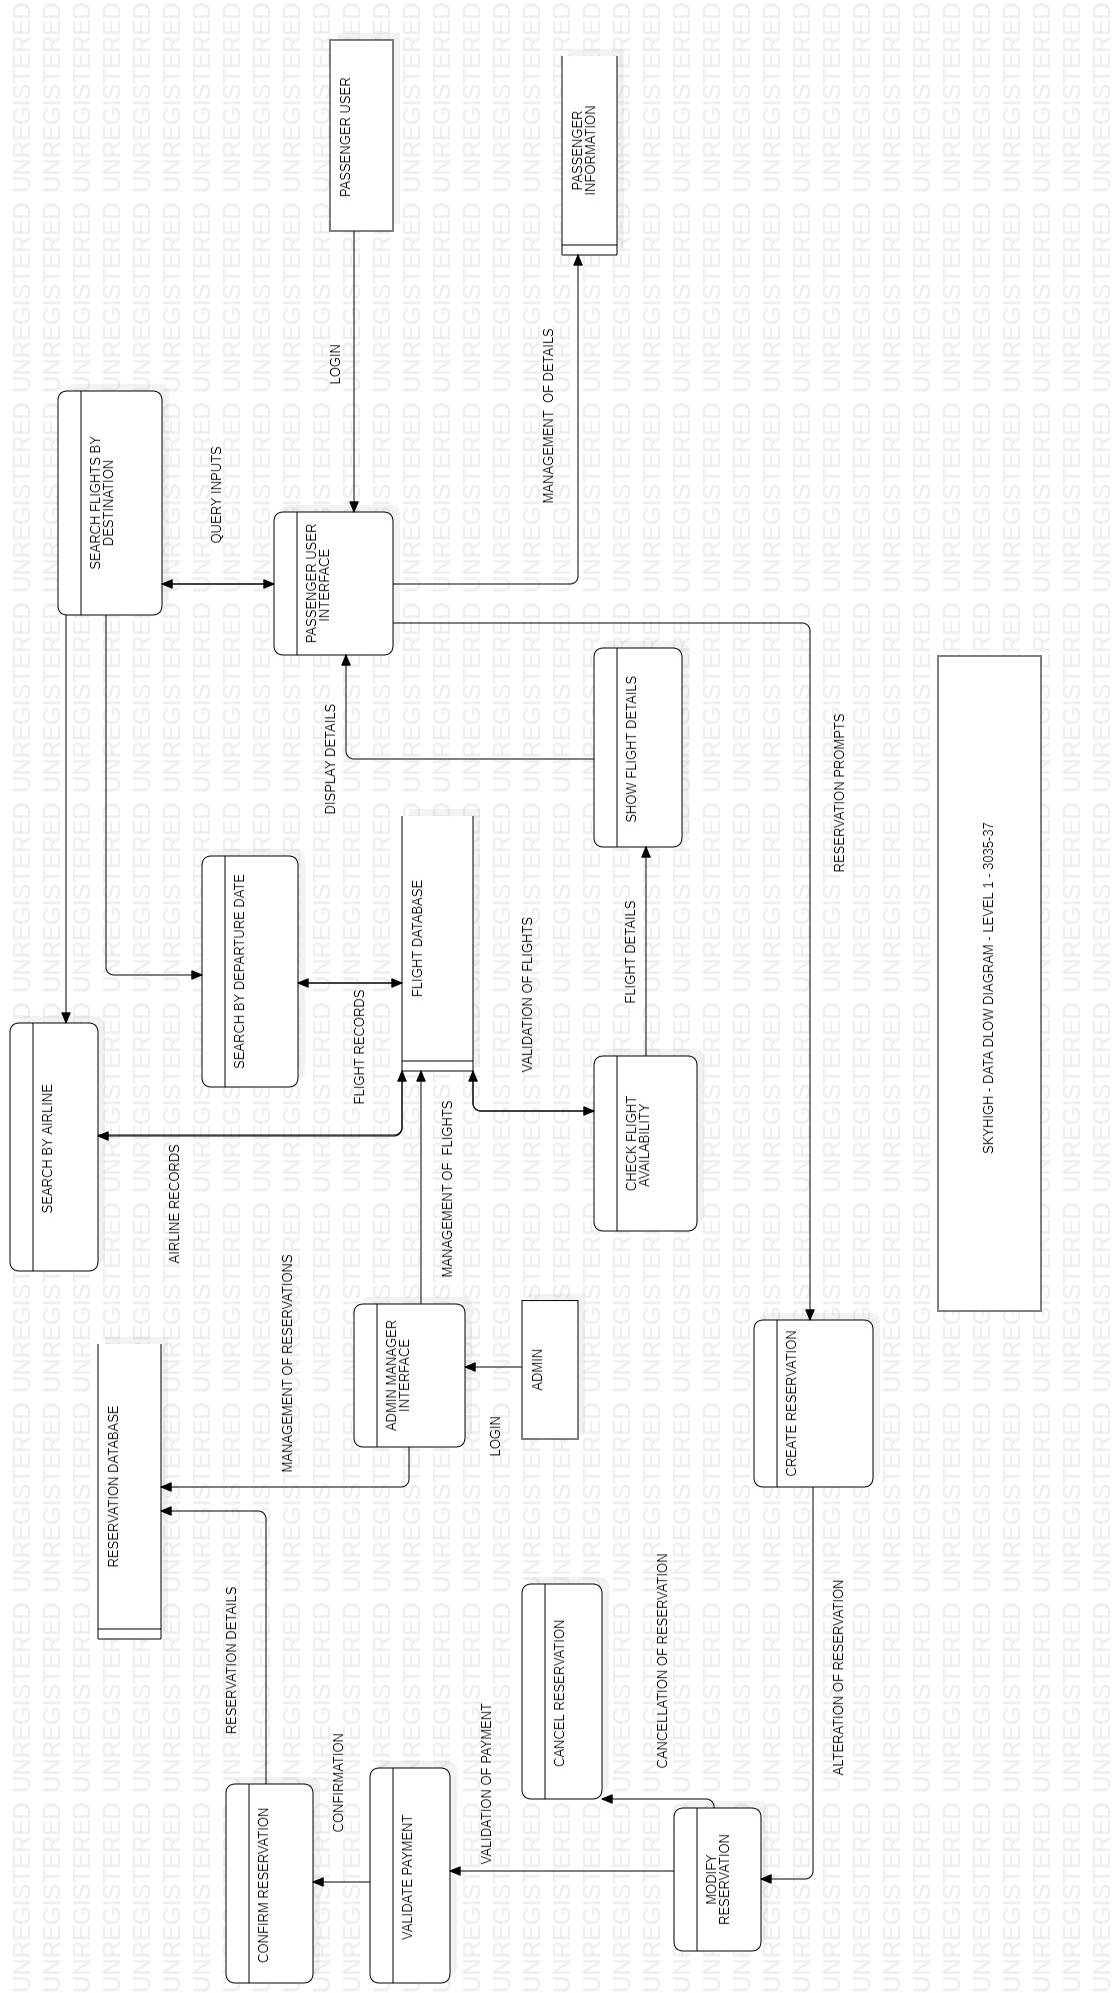 SEARCH BY AIRLINE
SEARCH FLIGHTS BY
DESTINATION
RESERVATION DATABASE
AIRLINE RECORDS
QUERY INPUTS
RESERVATION DETAILS
SEARCH BY DEPARTURE DATE
CONFIRM RESERVATION
MANAGEMENT OF RESERVATIONS
PASSENGER USER
INTERFACE
DISPLAY DETAILS
LOGIN
PASSENGER USER
CONFIRMATION
FLIGHT RECORDS
ADMIN MANAGER
INTERFACE
VALIDATE PAYMENT
FLIGHT DATABASE
MANAGEMENT OF FLIGHTS
VALIDATION OF PAYMENT
LOGIN
VALIDATION OF FLIGHTS
ADMIN
MANAGEMENT OF DETAILS
CANCEL RESERVATION
PASSENGER
INFORMATION
CHECK FLIGHT
AVAILABILITY
FLIGHT DETAILS
SHOW FLIGHT DETAILS
CANCELLATION OF RESERVATION
MODIFY
RESERVATION
CREATE RESERVATION
ALTERATION OF RESERVATION
RESERVATION PROMPTS
SKYHIGH - DATA DLOW DIAGRAM - LEVEL 1 - 3035-37
UNREGISTERED